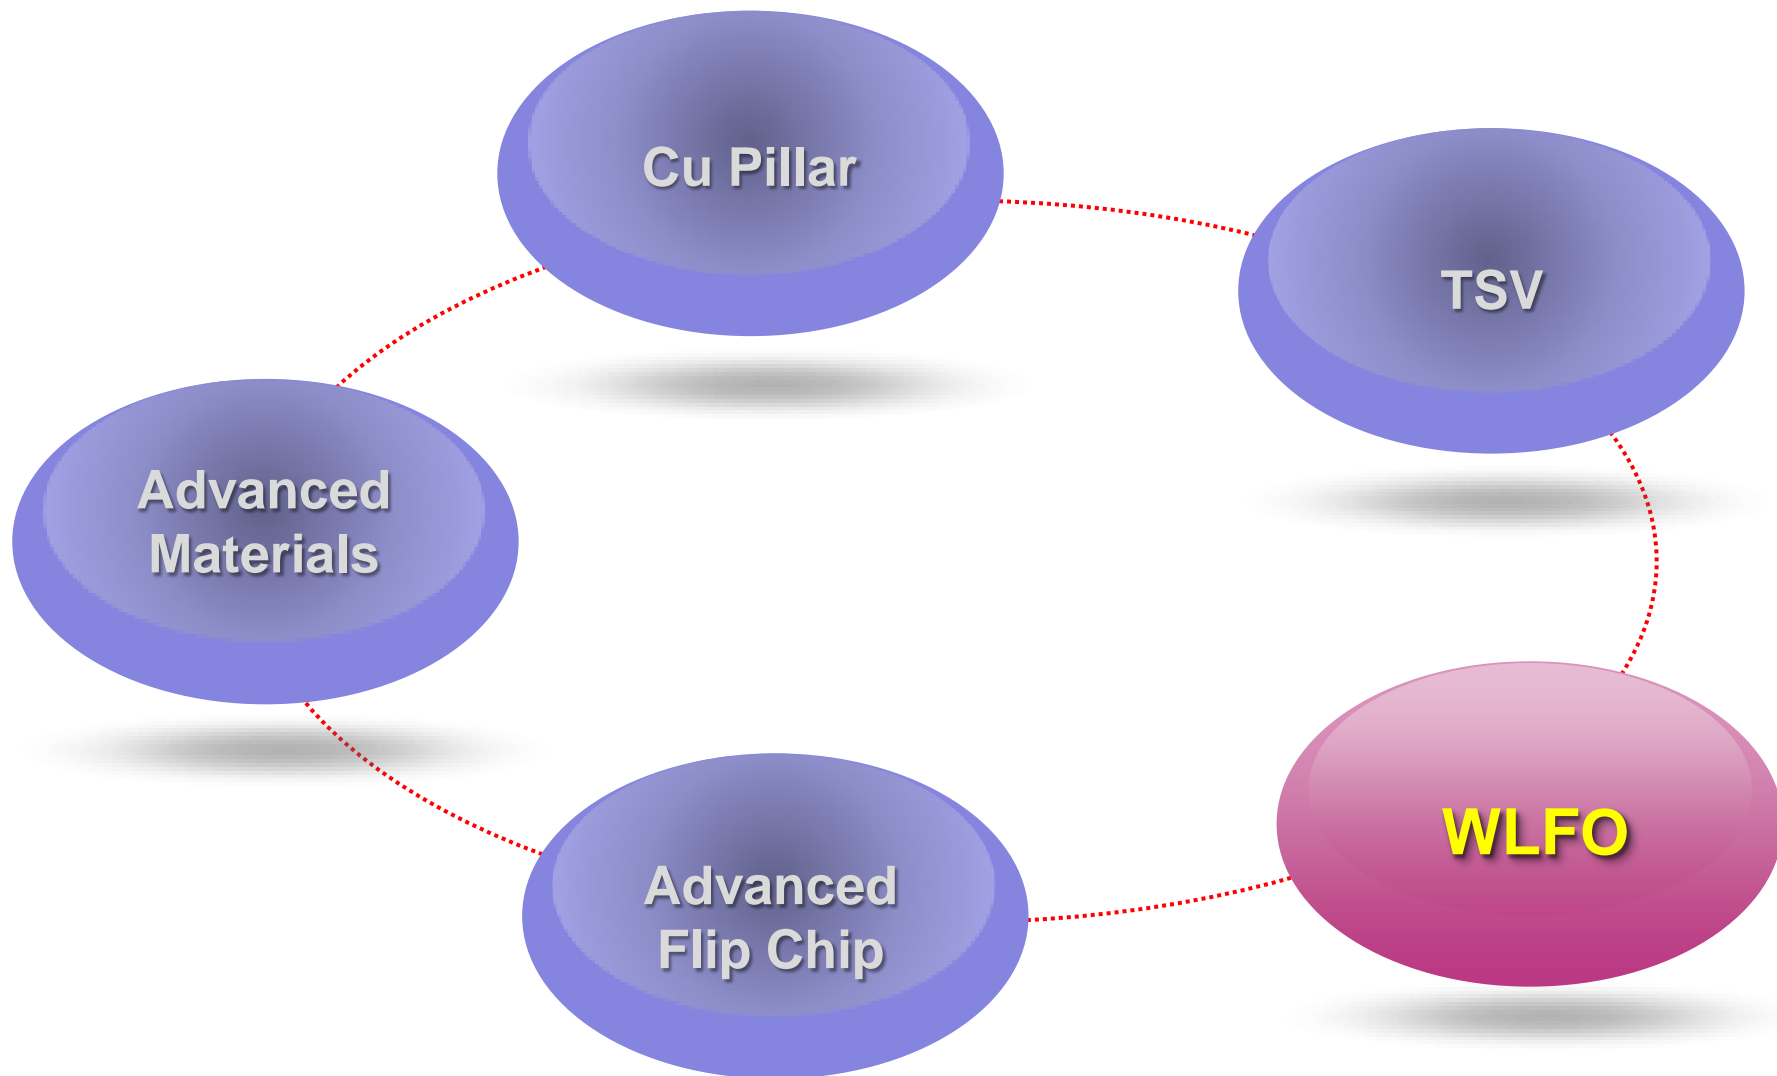 Cu Pillar
TSV
Advanced
Materials
WLFO
Advanced
Flip Chip